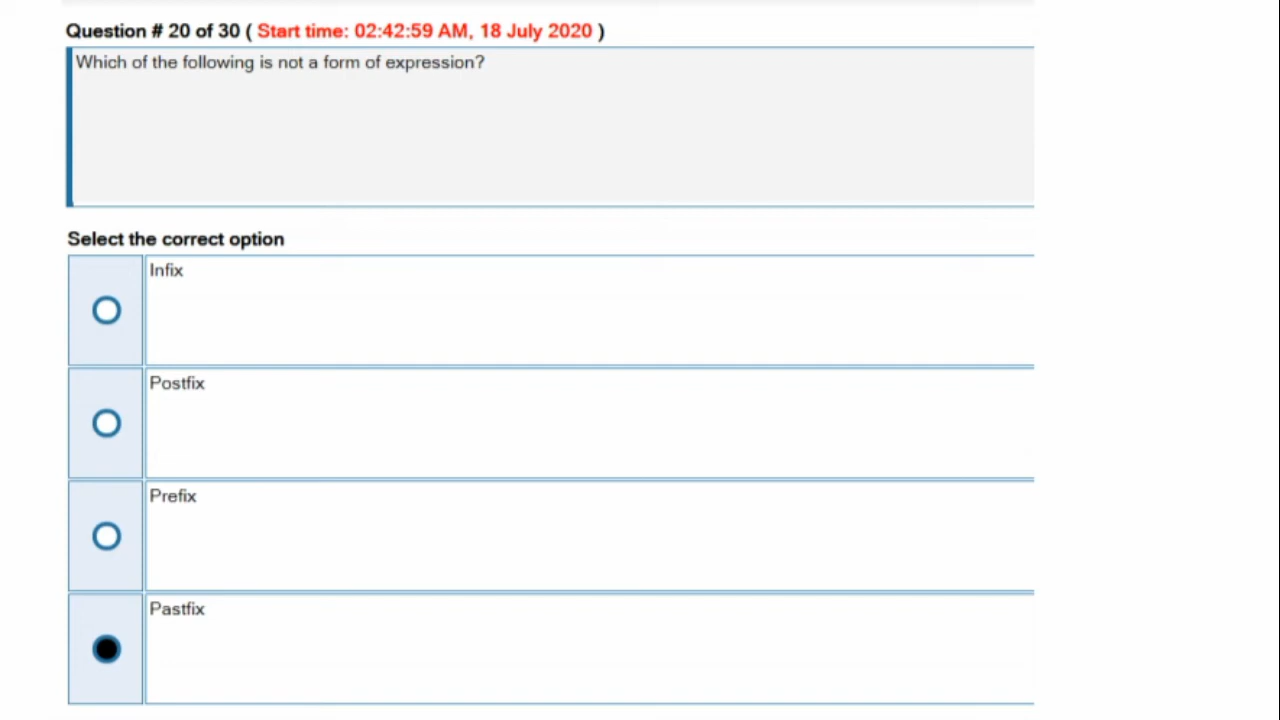 Question # 20 of 30 ( Start time: 02:42:59 AM, 18 July 2020 )
Which of the following is not a form of expression?
Select the correct option
Infix
Postfix
Prefix
Pastfix